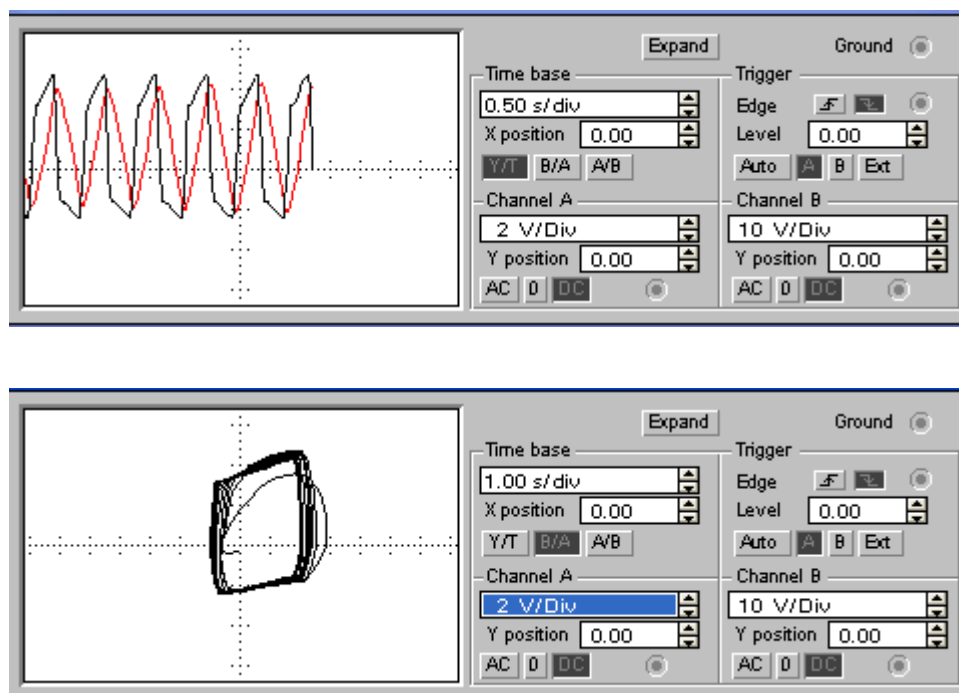 Expand Ground
Time base Trigger
0.50 s/div Edge
X position 0.00 Level 0.00
Y/T B/A A/B Auto A B Ext
Channel A Channel B
2 V/Div 10 V/Div
Y position 0.00 Y position 0.00
AC 0 DC AC 0 DC
Expand Ground
Time base Trigger
1.00 s/div Edge
X position 0.00 Level 0.00
Y/T B/A A/B Auto A B Ext
Channel A Channel B
2 V/Div 10 V/Div
Y position 0.00 Y position 0.00
AC 0 DC AC 0 DC